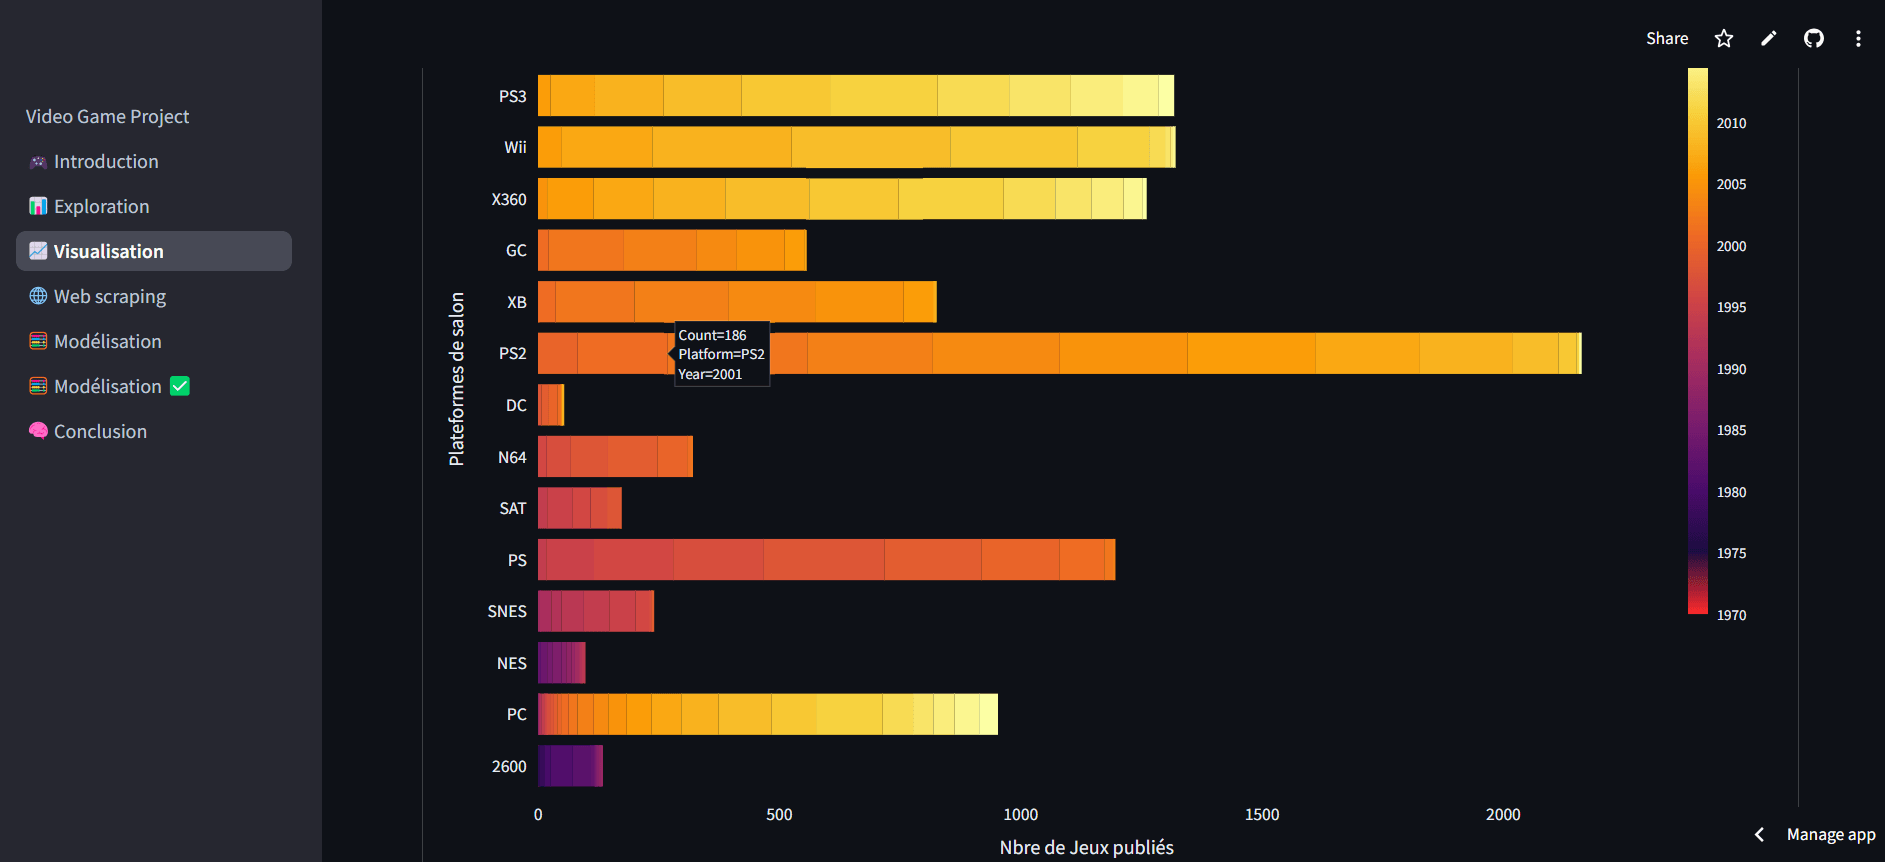 Share
Video Game Project
Introduction
Exploration
Visualisation
Web scraping
Modélisation
Modélisation
Conclusion
Plateformes de salon
PS3
Wii
X360
GC
XB
PS2
DC
N64
SAT
PS
SNES
NES
PC
2600
Count=186
Platform=PS2
Year=2001
0
500
1000
1500
2000
Nbre de Jeux publiés
2010
2005
2000
1995
1990
1985
1980
1975
1970
Manage app